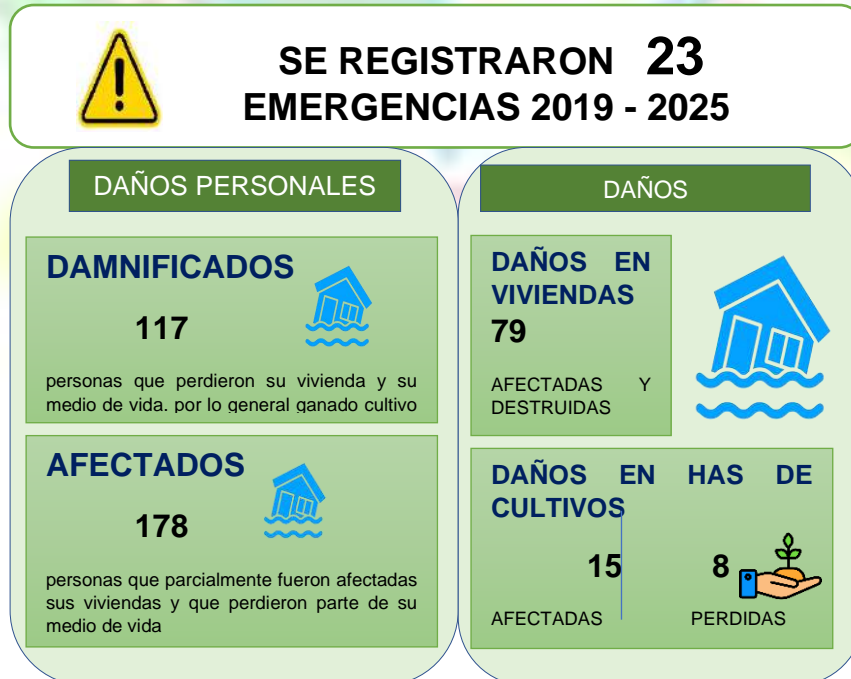 SE REGISTRARON 23
EMERGENCIAS 2019 - 2025
DAÑOS PERSONALES
DAMNIFICADOS
117
personas que perdieron su vivienda y su
medio de vida. por lo general ganado cultivo
AFECTADOS
178
personas que parcialmente fueron afectadas
sus viviendas y que perdieron parte de su
medio de vida
DAÑOS
DAÑOS EN
VIVIENDAS
79
AFECTADAS Y
DESTRUIDAS
DAÑOS EN HAS DE
CULTIVOS
15 8
AFECTADAS PERDIDAS